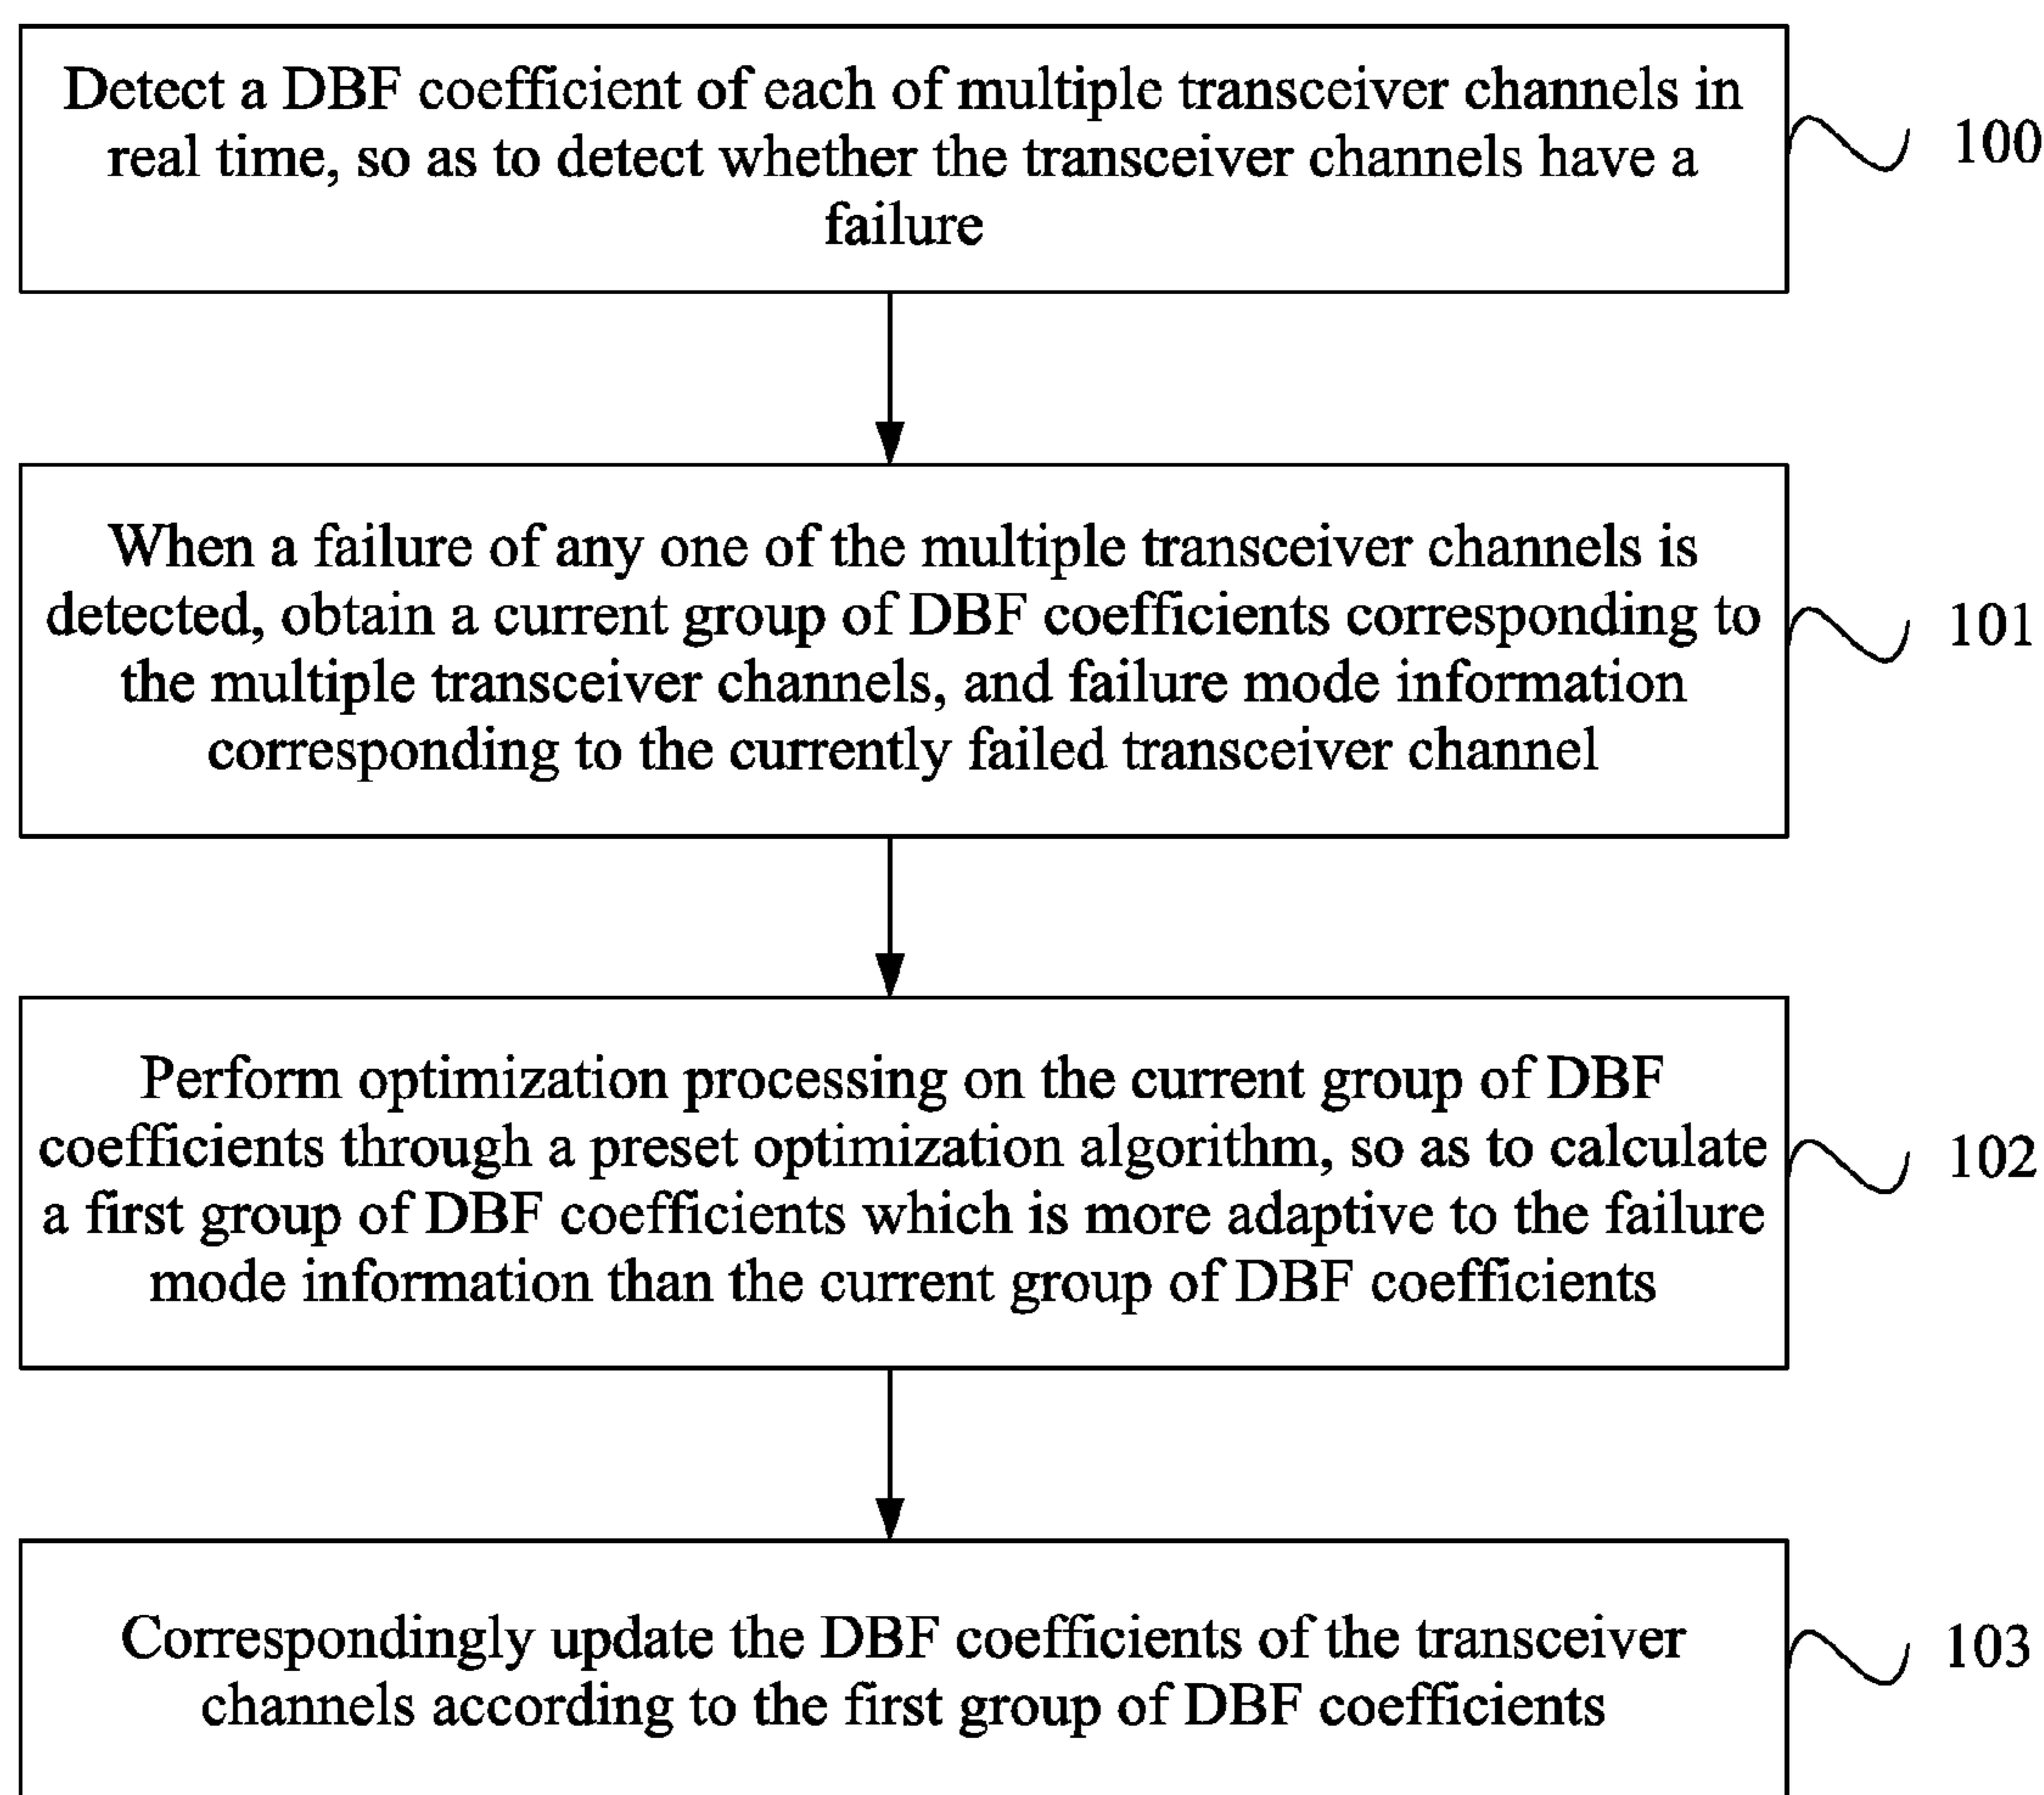 Detect a DBF coefficient of each of multiple transceiver channels in
real time, so as to detect whether the transceiver channels have a
failure
100
When a failure of any one of the multiple transceiver channels is
detected, obtain a current group of DBF coefficients corresponding to
the multiple transceiver channels, and failure mode information
corresponding to the currently failed transceiver channel
101
Perform optimization processing on the current group of DBF
coefficients through a preset optimization algorithm, so as to calculate
a first group of DBF coefficients which is more adaptive to the failure
mode information than the current group of DBF coefficients
102
Correspondingly update the DBF coefficients of the transceiver
channels according to the first group of DBF coefficients
103